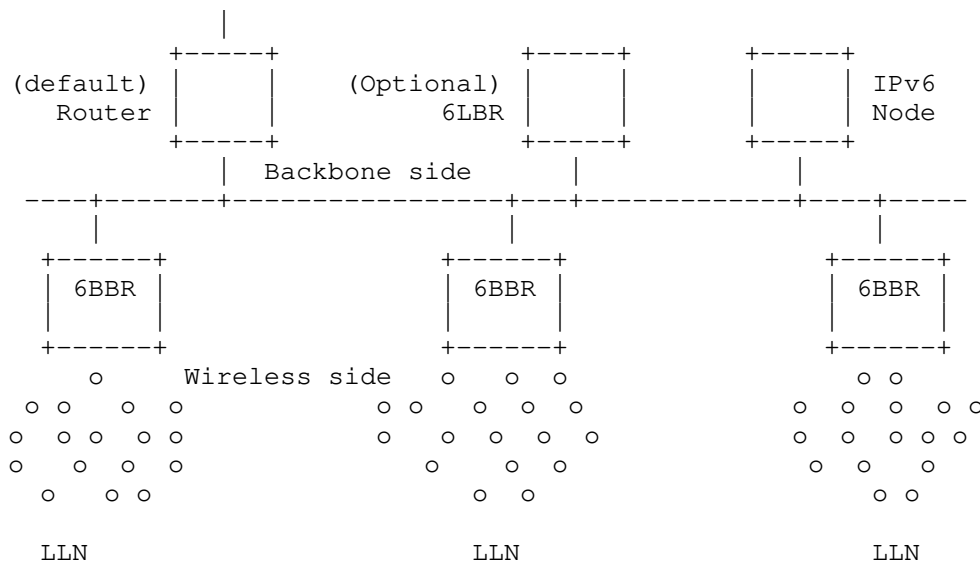 (default) (Optional) IPv6
Router 6LBR Node
Backbone side
6BBR 6BBR 6BBR
Wireless side
LLN LLN LLN